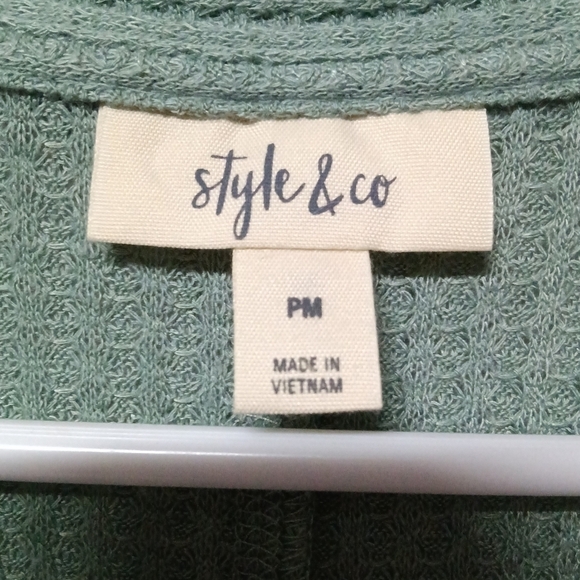 style & co
PM
MADE IN
VIETNAM